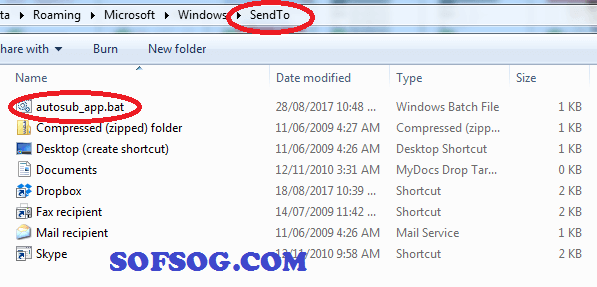 ta Roaming Microsoft Windows SendTo
hare with Burn New folder
Name Date modified Type Size
autosub_app.bat 28/08/2017 10:48 ... Windows Batch File 1 KB
Compressed (zipped) folder 11/06/2009 4:27 AM Compressed (zipp... 1 KB
Desktop (create shortcut) 11/06/2009 4:26 AM Desktop Shortcut 1 KB
Documents 12/11/2010 3:31 AM MyDocs Drop Tar... 0 KB
Dropbox 18/08/2017 10:39 ... Shortcut 2 KB
Fax recipient 14/07/2009 11:42 ... Shortcut 2 KB
Mail recipient 11/06/2009 4:26 AM Mail Service 1 KB
Skype 2010 9:58 AM Shortcut 2 KB
SOFSOG.COM